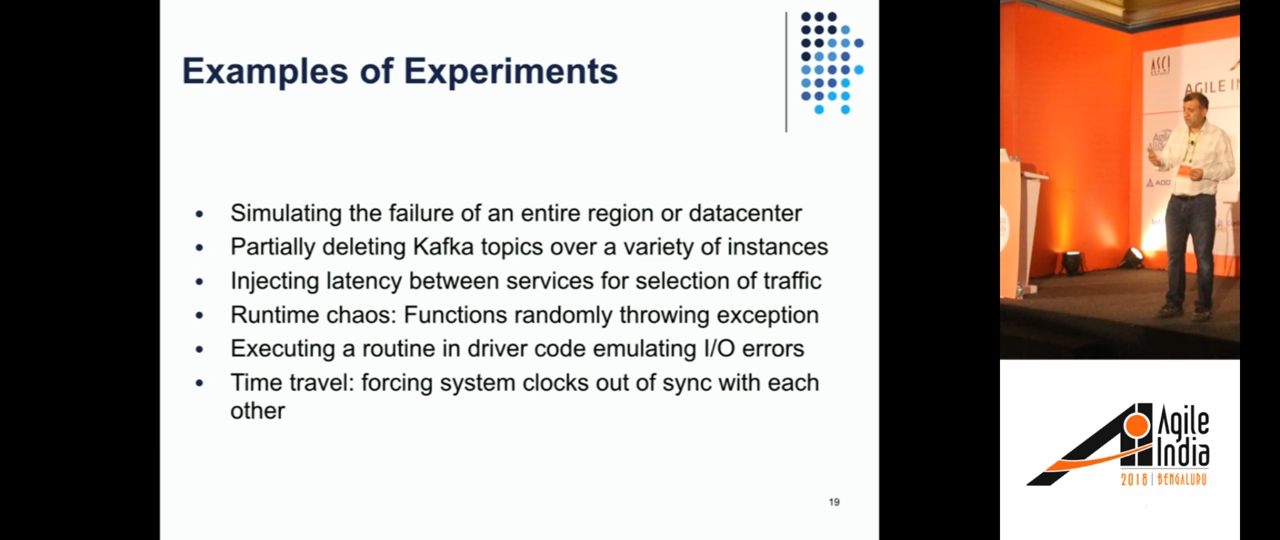 Examples of Experiments
• Simulating the failure of an entire region or datacenter
• Partially deleting Kafka topics over a variety of instances
• Injecting latency between services for selection of traffic
• Runtime chaos: Functions randomly throwing exception
• Executing a routine in driver code emulating I/O errors
• Time travel: forcing system clocks out of sync with each
other
19
ASCI
AGILE IN
Agile
India
2018 | BENGALURU